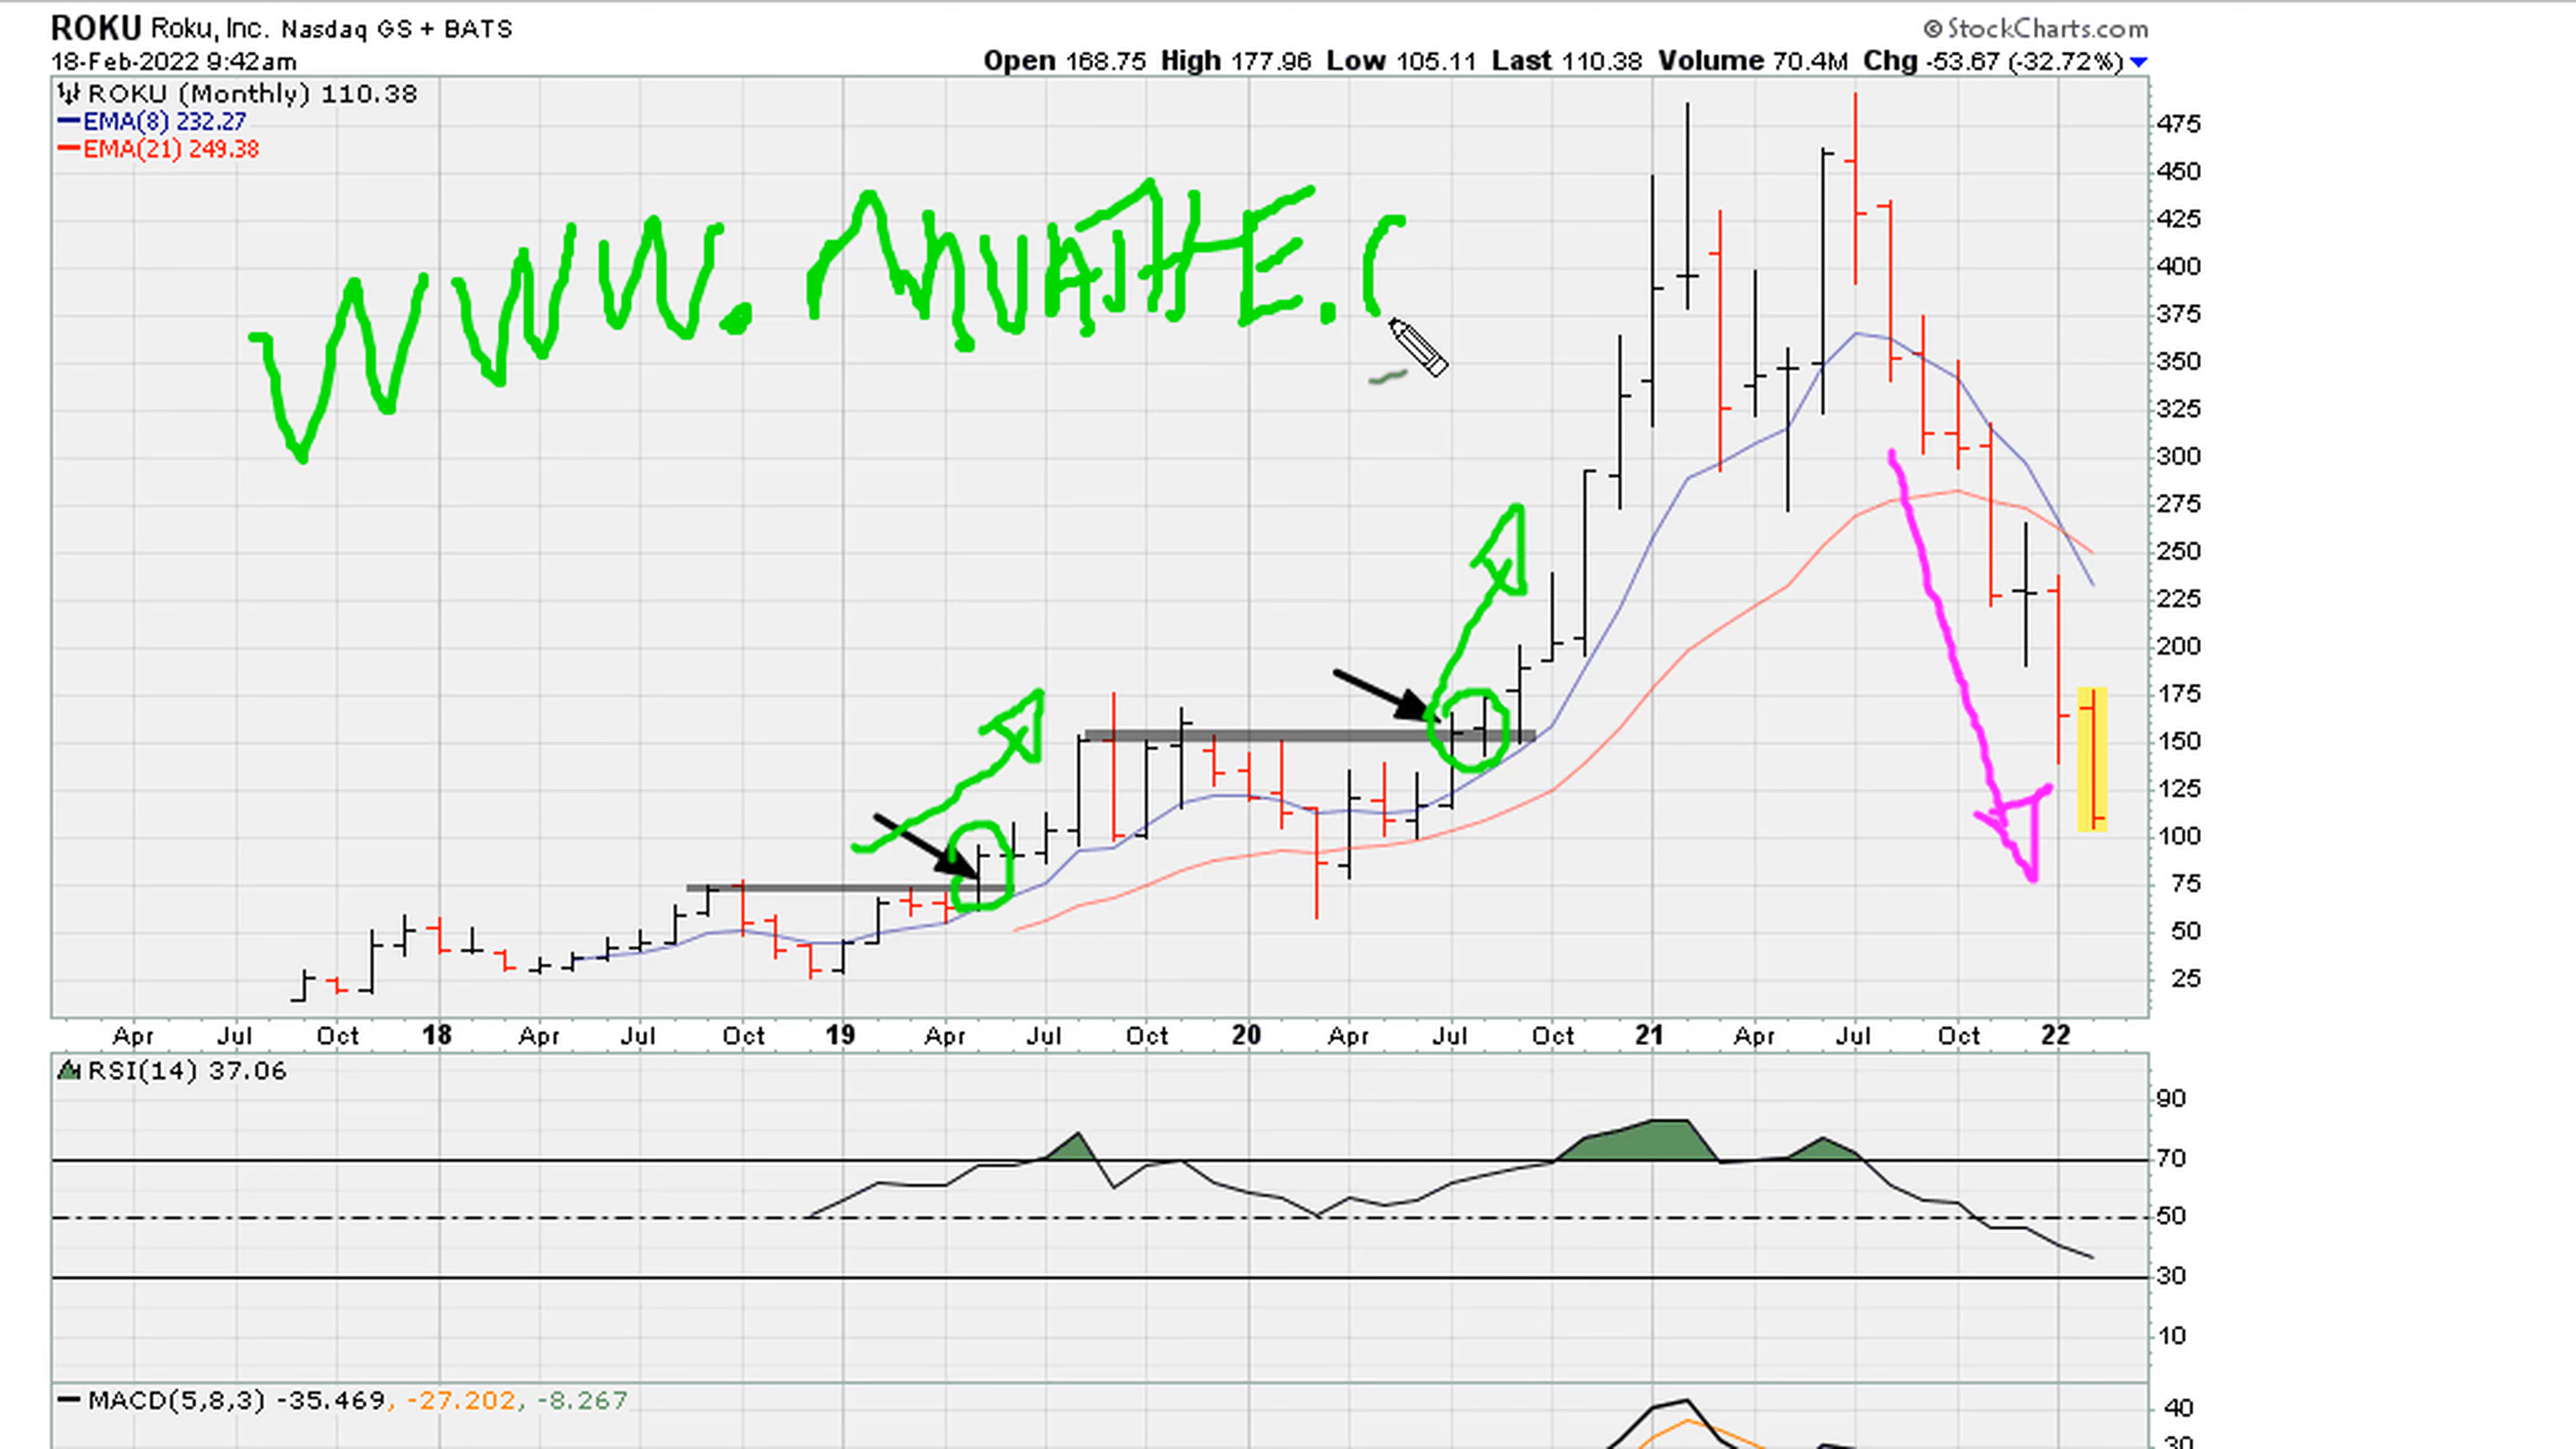 ROKU Roku, Inc. Nasdaq GS + BATS
© StockCharts.com
18-Feb-2022 9:42am
Open 168.75 High 177.96 Low 105.11 Last 110.38 Volume 70.4M Chg -53.67 (-32.72%)
ROKU (Monthly) 110.38
EMA(8) 232.27
EMA(21) 249.38
475
450
425
400
375
350
325
300
275
250
225
200
175
150
125
100
75
50
25
WWW.
Apr Jul Oct 18 Apr Jul Oct 19 Apr Jul Oct 20 Apr Jul Oct 21 Apr Jul Oct 22
RSI(14) 37.06
90
70
50
30
10
MACD(5,8,3) -35.469, -27.202, -8.267
40
30